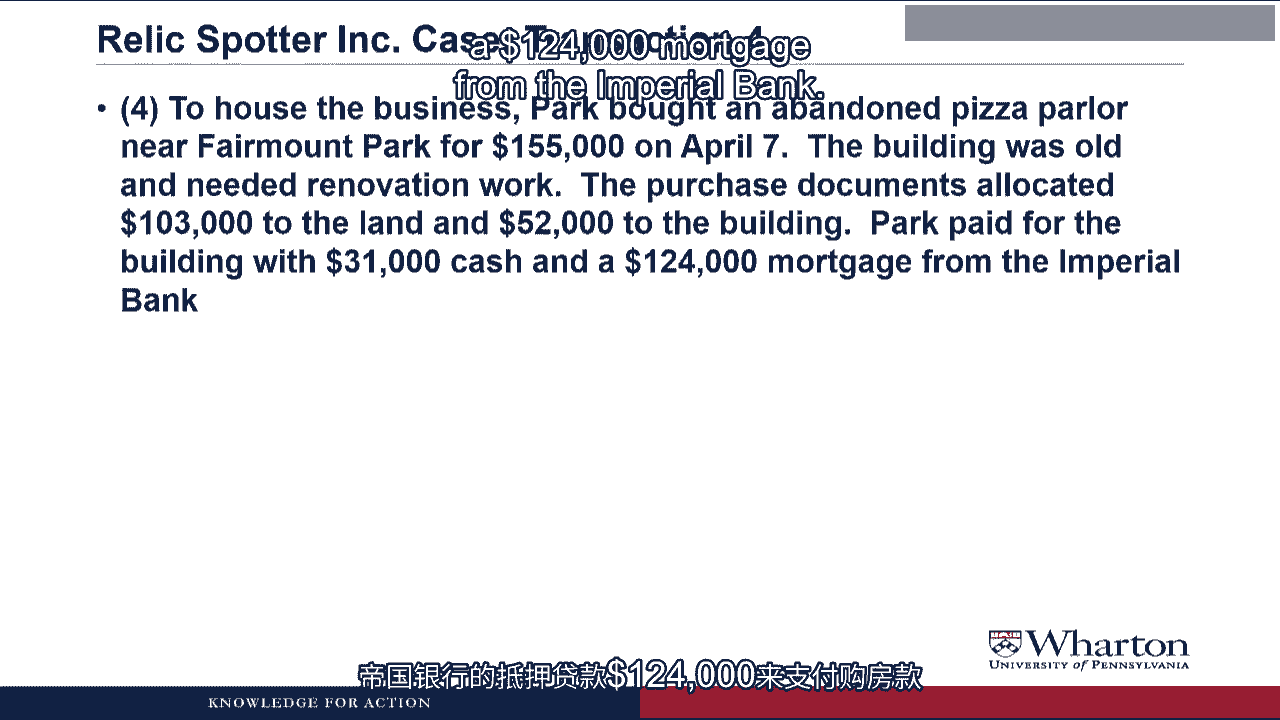 Relic Spotter Inc. Case: Transaction 4
a $124,000 mortgage
from the Imperial Bank.
• (4) To house the business, Park bought an abandoned pizza parlor
near Fairmount Park for $155,000 on April 7. The building was old
and needed renovation work. The purchase documents allocated
$103,000 to the land and $52,000 to the building. Park paid for the
building with $31,000 cash and a $124,000 mortgage from the Imperial
Bank
Wharton
UNIVERSITY of PENNSYLVANIA
帝国银行的抵押贷款$124,000来支付购房款
KNOWLEDGE FOR ACTION